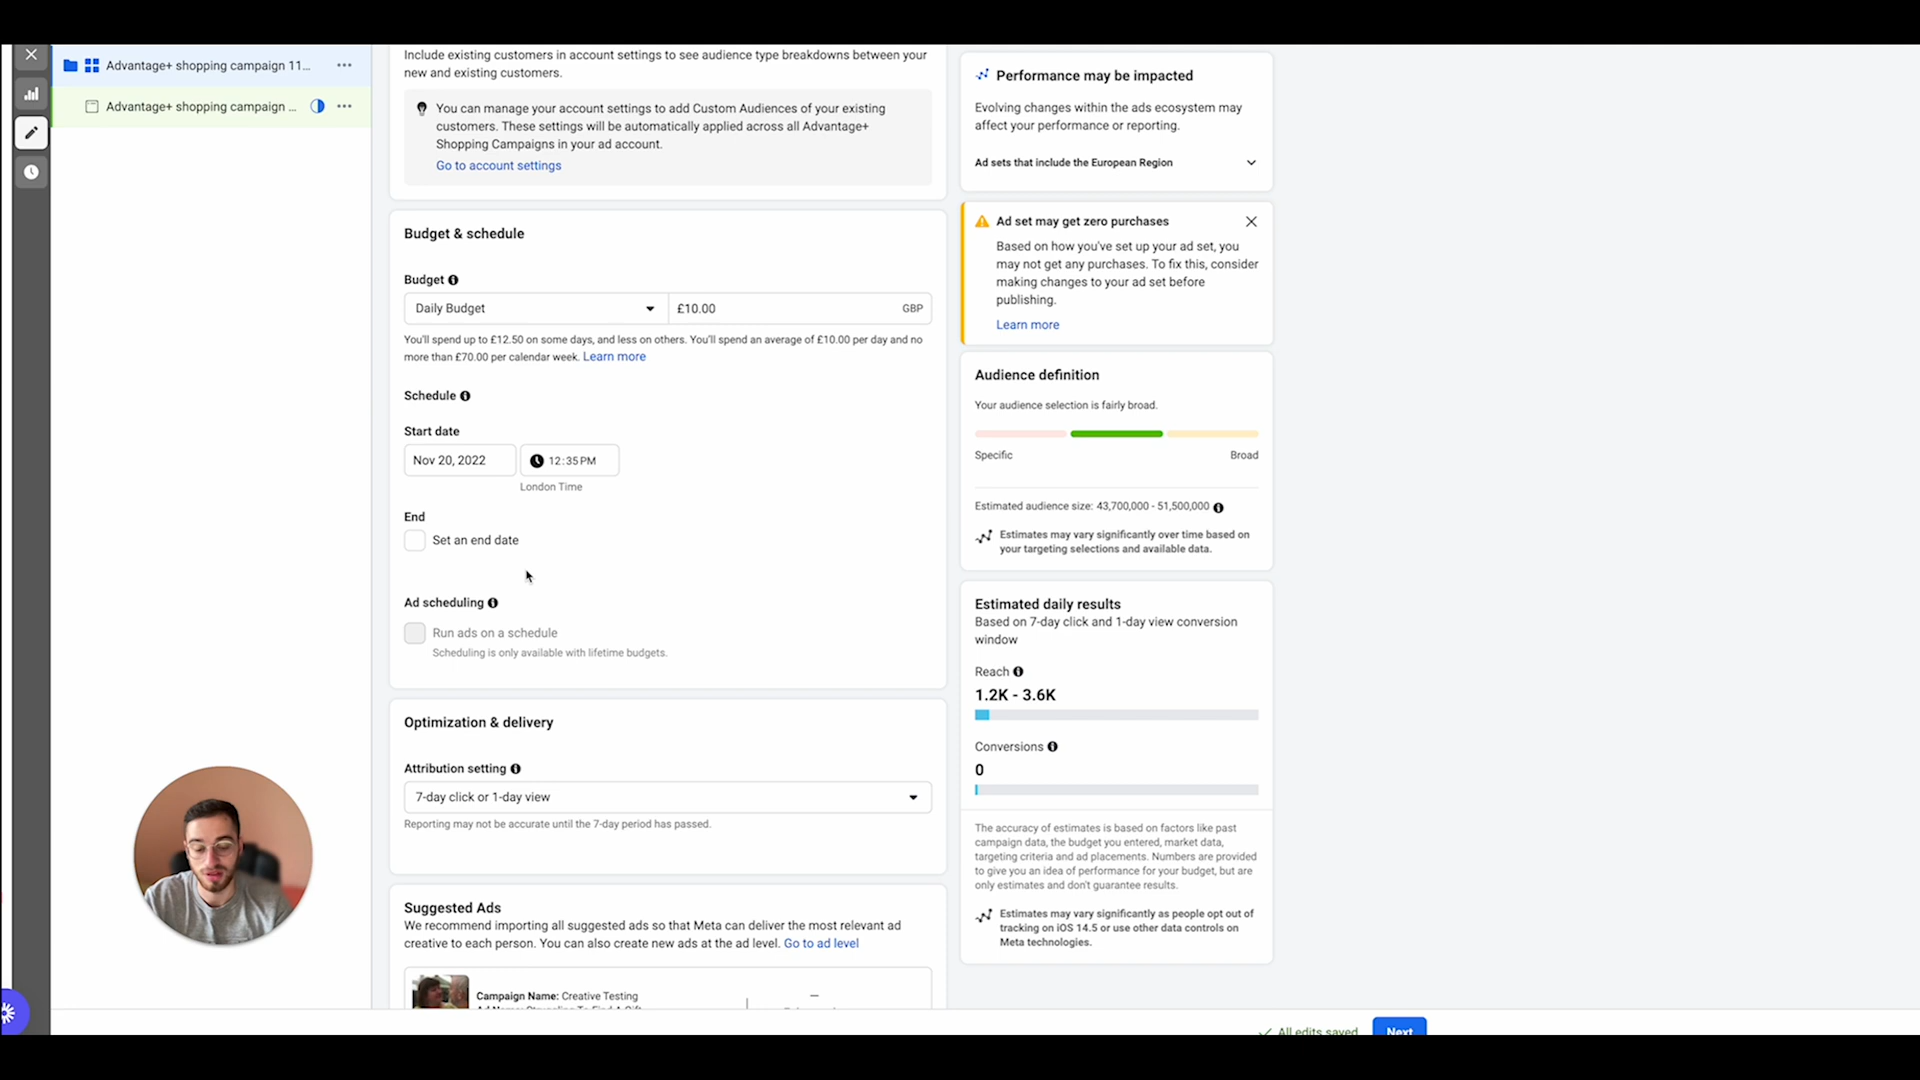 Advantage+ shopping campaign 11...
Advantage+ shopping campaign ...
Include existing customers in account settings to see audience type breakdowns between your
new and existing customers.
You can manage your account settings to add Custom Audiences of your existing
customers. These settings will be automatically applied across all Advantage+
Shopping Campaigns in your ad account.
Go to account settings
Budget & schedule
Budget
Daily Budget
£10.00
GBP
You'll spend up to £12.50 on some days, and less on others. You'll spend an average of £10.00 per day and no
more than £70.00 per calendar week. Learn more
Schedule
Start date
Nov 20, 2022
12:35 PM
London Time
End
Set an end date
Ad scheduling
Run ads on a schedule
Scheduling is only available with lifetime budgets.
Optimization & delivery
Attribution setting
7-day click or 1-day view
Reporting may not be accurate until the 7-day period has passed.
Suggested Ads
We recommend importing all suggested ads so that Meta can deliver the most relevant ad
creative to each person. You can also create new ads at the ad level. Go to ad level
Campaign Name: Creative Testing
Performance may be impacted
Evolving changes within the ads ecosystem may
affect your performance or reporting.
Ad sets that include the European Region
Ad set may get zero purchases
Based on how you've set up your ad set, you
may not get any purchases. To fix this, consider
making changes to your ad set before
publishing.
Learn more
Audience definition
Your audience selection is fairly broad.
Specific
Broad
Estimated audience size: 43,700,000 - 51,500,000
Estimates may vary significantly over time based on
your targeting selections and available data.
Estimated daily results
Based on 7-day click and 1-day view conversion
window
Reach
1.2K - 3.6K
Conversions
0
The accuracy of estimates is based on factors like past
campaign data, the budget you entered, market data,
targeting criteria and ad placements. Numbers are provided
to give you an idea of performance for your budget, but are
only estimates and don't guarantee results.
Estimates may vary significantly as people opt out of
tracking on iOS 14.5 or use other data controls on
Meta technologies.
All edits saved
Next